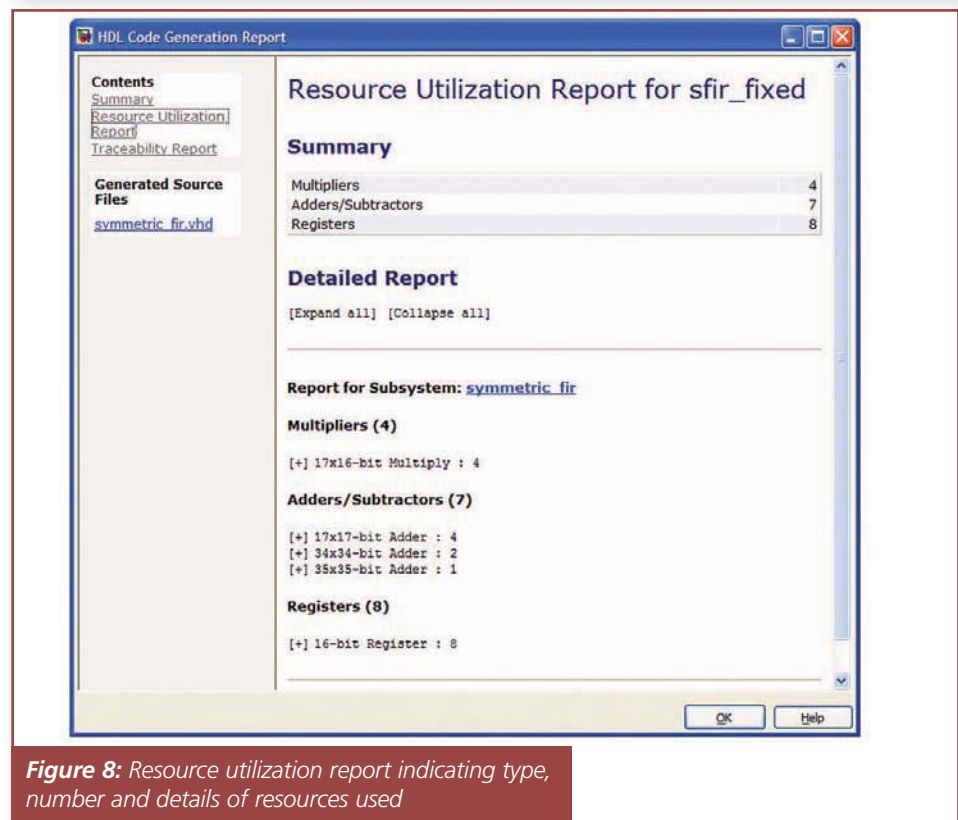 HDL Code Generation Report
Contents
Summary
Resource Utilization
Report
Traceability Report
Generated Source
Files
symmetric_fir.vhd
Resource Utilization Report for sfir_fixed
Summary
Multipliers 4
Adders/Subtractors 7
Registers 8
Detailed Report
[Expand all] [Collapse all]
Report for Subsystem: symmetric_fir
Multipliers (4)
[+] 17x16-bit Multiply : 4
Adders/Subtractors (7)
[+] 17x17-bit Adder : 4
[+] 34x34-bit Adder : 2
[+] 35x35-bit Adder : 1
Registers (8)
[+] 16-bit Register : 8
OK Help
Figure 8: Resource utilization report indicating type,
number and details of resources used